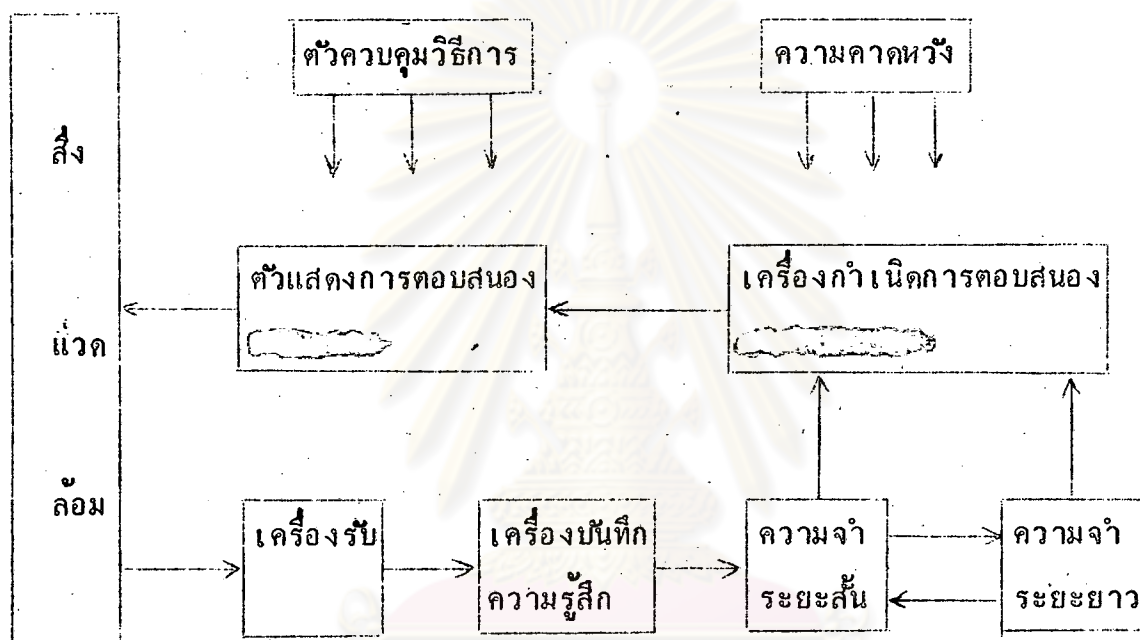 ตัวควบคุมวิธีการ
ความคาดหวัง
สิ่ง
แวด
ล้อม
ตัวแสดงการตอบสนอง
เครื่องกำเนิดการตอบสนอง
เครื่องรับ
เครื่องบันทึก
ความรู้สึก
ความจำ
ระยะสั้น
ความจำ
ระยะยาว